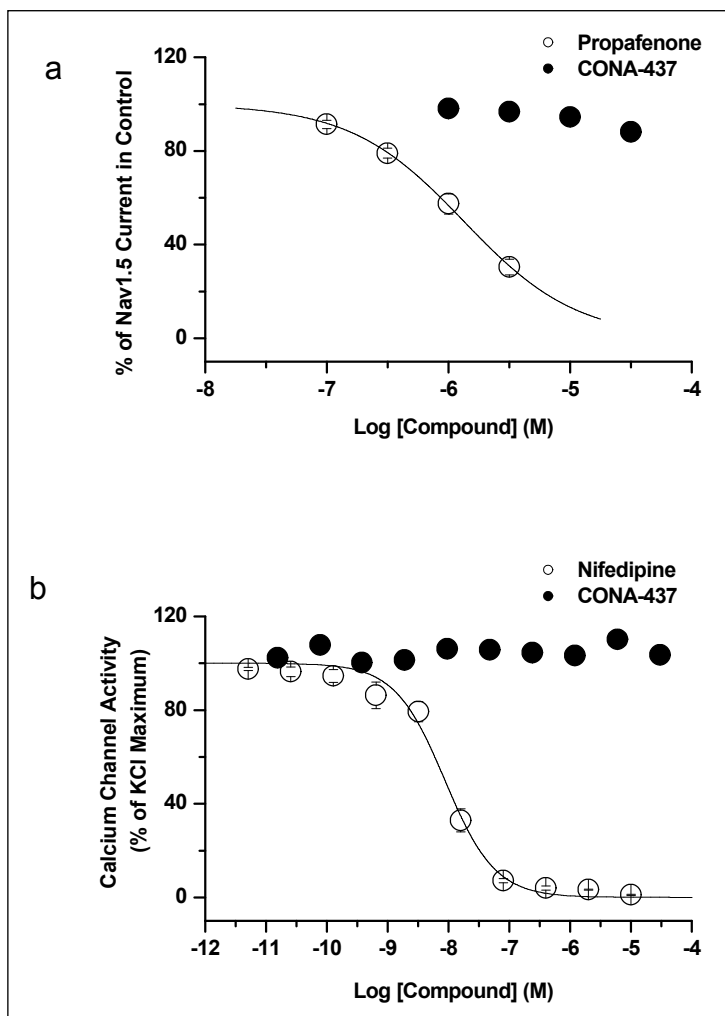 a
Propafenone
CONA-437
% of Nav1.5 Current in Control
120
80
40
0
-8 -7 -6 -5 -4
Log [Compound] (M)
b
Nifedipine
CONA-437
Calcium Channel Activity
(% of KCl Maximum)
120
80
40
0
-12 -11 -10 -9 -8 -7 -6 -5 -4
Log [Compound] (M)